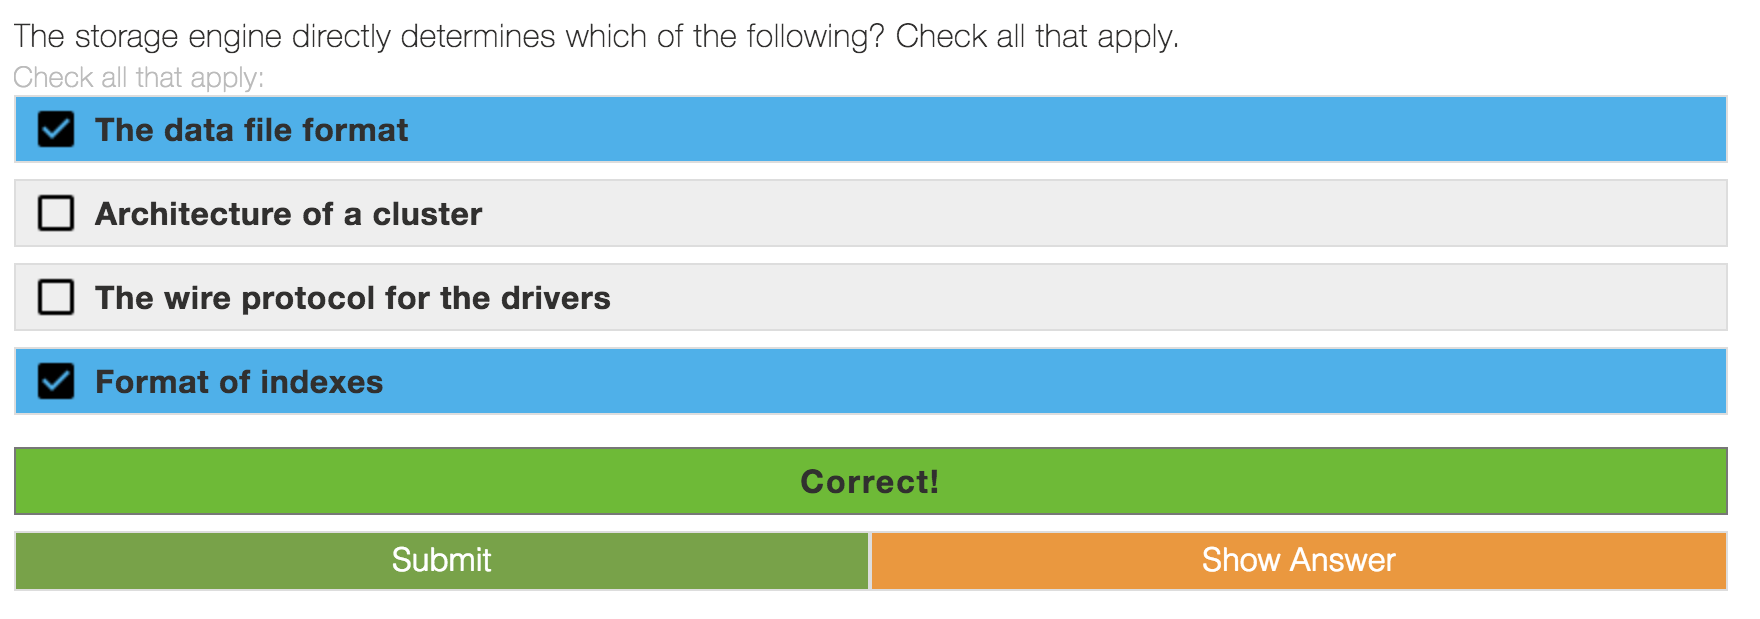 The storage engine directly determines which of the following? Check all that apply.
Check all that apply:
The data file format
Architecture of a cluster
The wire protocol for the drivers
Format of indexes
Correct!
Submit
Show Answer